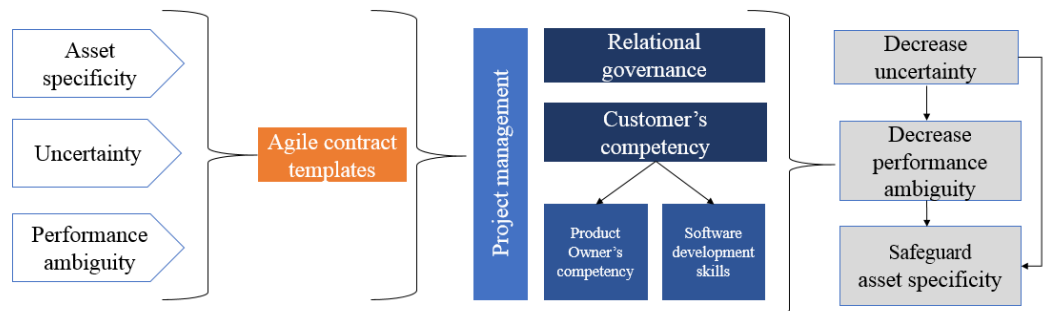 Asset
specificity
Uncertainty
Performance
ambiguity
Agile contract
templates
Project management
Relational
governance
Customer’s
competency
Product
Owner’s
competency
Software
development
skills
Decrease
uncertainty
Decrease
performance
ambiguity
Safeguard
asset specificity